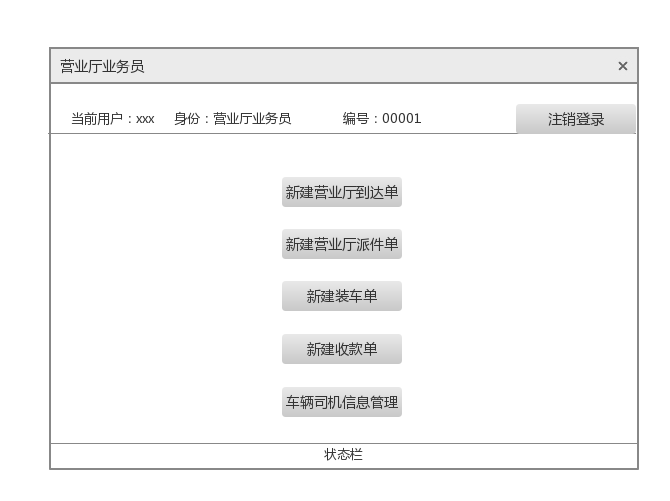 营业厅业务员
当前用户：xxx 身份：营业厅业务员 编号：00001 注销登录
新建营业厅到达单
新建营业厅派件单
新建装车单
新建收款单
车辆司机信息管理
状态栏